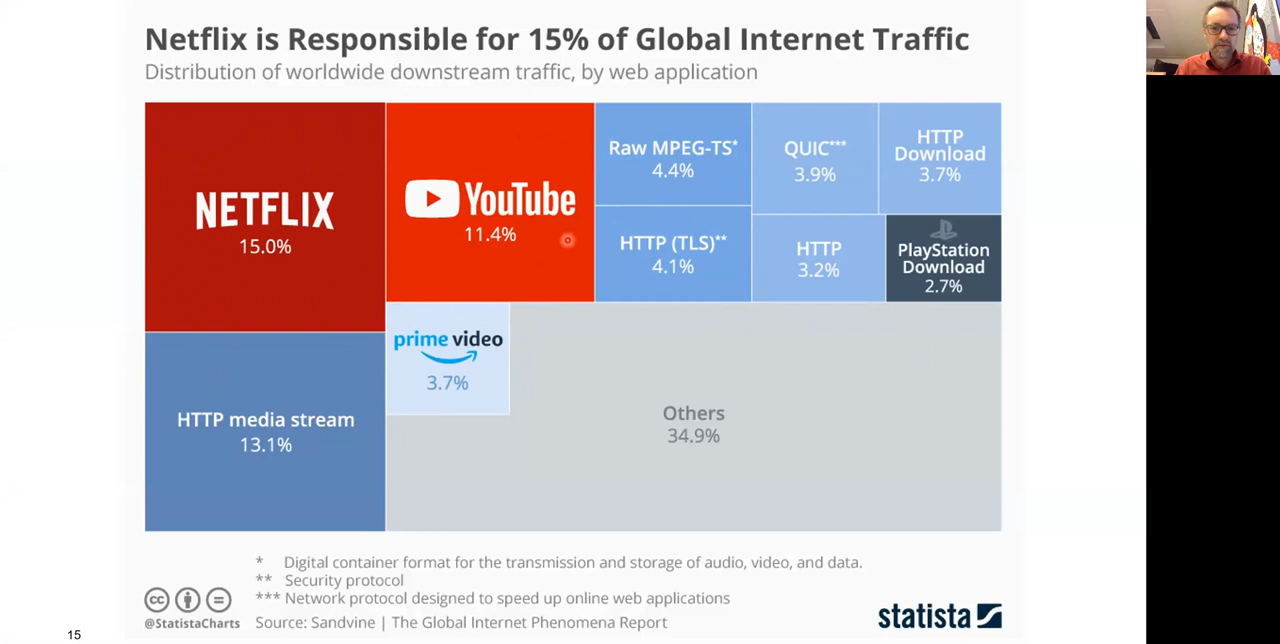 Netflix is Responsible for 15% of Global Internet Traffic
Distribution of worldwide downstream traffic, by web application
NETFLIX
15.0%
YouTube
11.4%
Raw MPEG-TS*
4.4%
QUIC***
3.9%
HTTP
Download
3.7%
HTTP (TLS)**
4.1%
HTTP
3.2%
PlayStation
Download
2.7%
HTTP media stream
13.1%
prime video
3.7%
Others
34.9%
* Digital container format for the transmission and storage of audio, video, and data.
** Security protocol
*** Network protocol designed to speed up online web applications
cc
@StatistaCharts
Source: Sandvine | The Global Internet Phenomena Report
statista
15